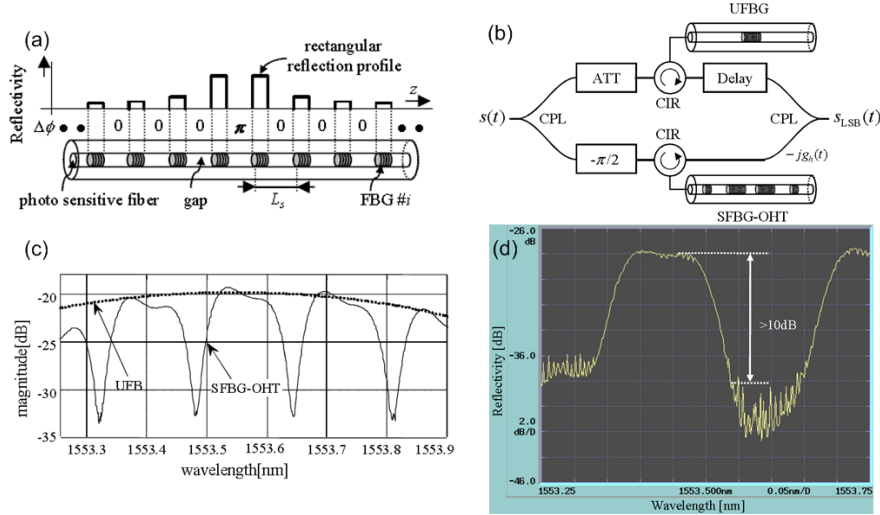 (a)
rectangular
reflection profile
Reflectivity
z
Δϕ
0 0 0 π 0 0 0
photo sensitive fiber
gap
L_s
FBG #i
(b)
UFBG
ATT
CIR
Delay
s(t)
CPL
CPL
s_LSB(t)
CIR
-π/2
-jg_h(t)
SFBG-OHT
(c)
-20
-25
-30
-35
magnitude[dB]
UFB
SFBG-OHT
1553.3 1553.4 1553.5 1553.6 1553.7 1553.8 1553.9
wavelength[nm]
(d)
-26.0
dB
>10dB
-36.0
Reflectivity [dB]
2.0
dB/D
-46.0
1553.25 1553.500nm 0.05nm/D 1553.75
Wavelength [nm]